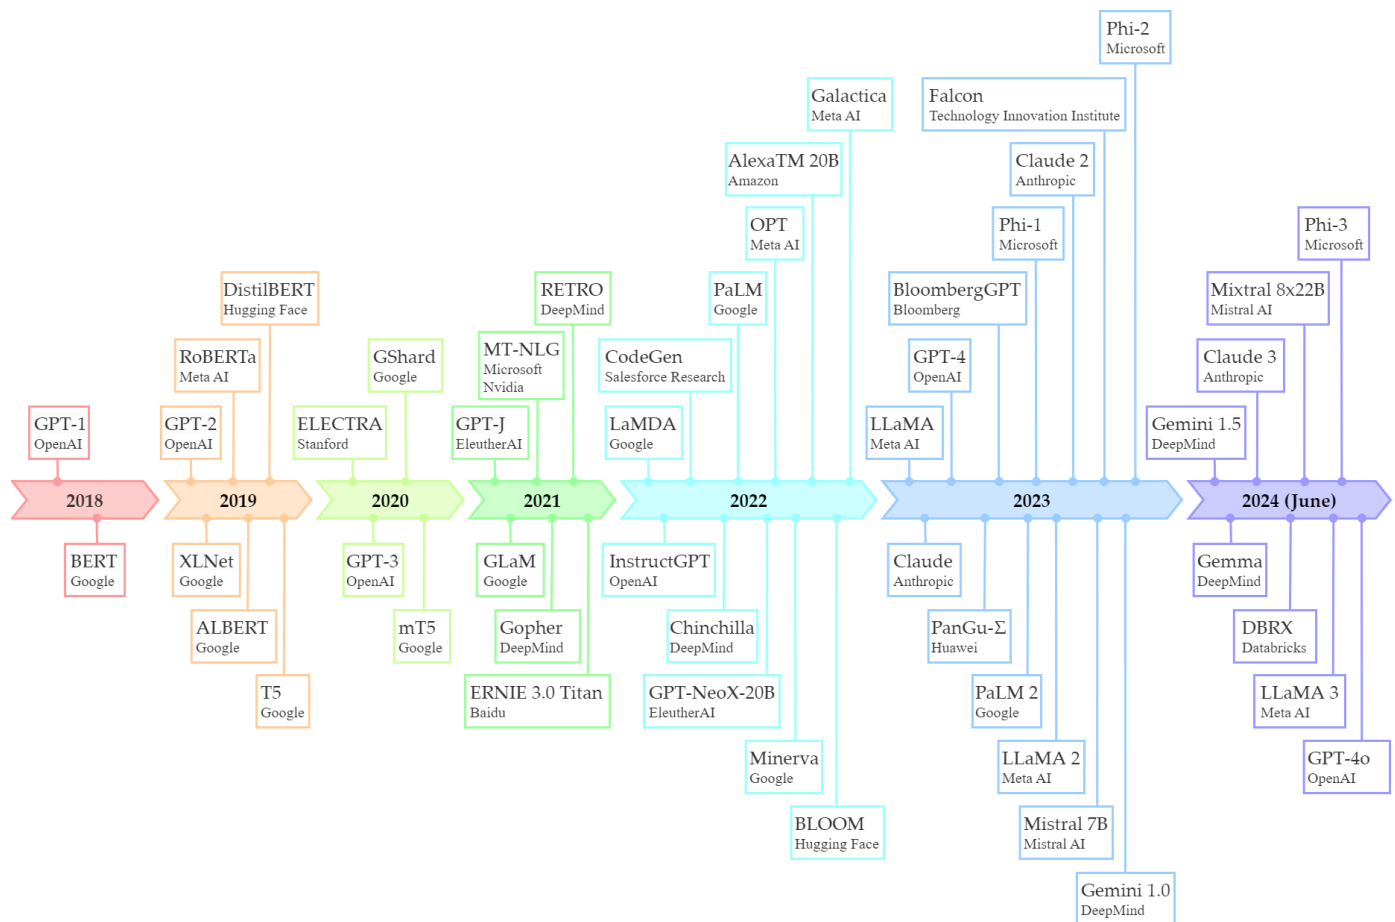 Phi-2
Microsoft
Galactica
Meta AI
Falcon
Technology Innovation Institute
AlexaTM 20B
Amazon
Claude 2
Anthropic
OPT
Meta AI
Phi-1
Microsoft
Phi-3
Microsoft
DistilBERT
Hugging Face
RETRO
DeepMind
PaLM
Google
BloombergGPT
Bloomberg
Mixtral 8x22B
Mistral AI
RoBERTa
Meta AI
GShard
Google
MT-NLG
Microsoft
Nvidia
CodeGen
Salesforce Research
GPT-4
OpenAI
Claude 3
Anthropic
GPT-1
OpenAI
GPT-2
OpenAI
ELECTRA
Stanford
GPT-J
EleutherAI
LaMDA
Google
LLaMA
Meta AI
Gemini 1.5
DeepMind
2018
2019
2020
2021
2022
2023
2024 (June)
BERT
Google
XLNet
Google
GPT-3
OpenAI
GLaM
Google
InstructGPT
OpenAI
Claude
Anthropic
Gemma
DeepMind
ALBERT
Google
mT5
Google
Gopher
DeepMind
Chinchilla
DeepMind
PanGu-Σ
Huawei
DBRX
Databricks
T5
Google
ERNIE 3.0 Titan
Baidu
GPT-NeoX-20B
EleutherAI
PaLM 2
Google
LLaMA 3
Meta AI
Minerva
Google
LLaMA 2
Meta AI
GPT-4o
OpenAI
BLOOM
Hugging Face
Mistral 7B
Mistral AI
Gemini 1.0
DeepMind